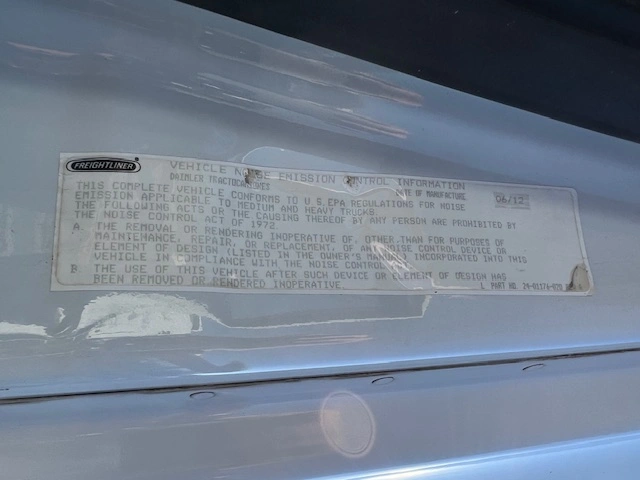 FREIGHTLINER
VEHICLE NOISE EMISSION CONTROL INFORMATION
DAIMLER DATE OF MANUFACTURE 06/12
THIS COMPLETE VEHICLE CONFORMS TO U.S.EPA REGULATIONS FOR NOISE
EMISSION APPLICABLE TO MEDIUM AND HEAVY TRUCKS
THE FOLLOWING ACTS OR THE CAUSING THEREOF BY ANY PERSON ARE PROHIBITED BY
THE NOISE CONTROL ACT OF 1972
A. THE REMOVAL OR RENDERING INOPERATIVE OF, OTHER THAN FOR PURPOSES OF
MAINTENANCE, REPAIR, OR REPLACEMENT, OF ANY NOISE CONTROL DEVICE OR
ELEMENT OF DESIGN (LISTED IN THE OWNER'S MANUAL) INCORPORATED INTO THIS
VEHICLE IN COMPLIANCE WITH THE NOISE CONTROL ACT
B. THE USE OF THIS VEHICLE AFTER SUCH DEVICE OR ELEMENT OF DESIGN HAS
BEEN REMOVED OR RENDERED INOPERATIVE
L PART NO. 24-01176-020